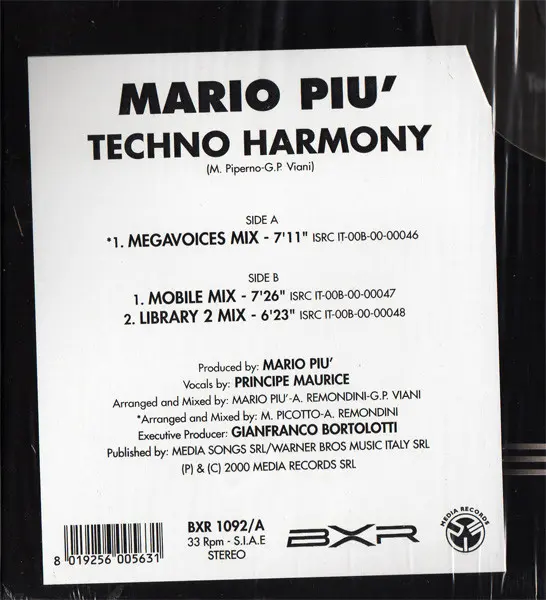 MARIO PIU'
TECHNO HARMONY
(M. Piperno-G.P. Viani)
SIDE A
*1. MEGAVOICES MIX - 7'11" ISRC IT-00B-00-00046
SIDE B
1. MOBILE MIX - 7'26" ISRC IT-00B-00-00047
2. LIBRARY 2 MIX - 6'23" ISRC IT-00B-00-00048
Produced by: MARIO PIU'
Vocals by: PRINCIPE MAURICE
Arranged and Mixed by: MARIO PIU'-A. REMONDINI-G.P. VIANI
*Arranged and Mixed by: M. PICOTTO-A. REMONDINI
Executive Producer: GIANFRANCO BORTOLOTTI
Published by: MEDIA SONGS SRL/WARNER BROS MUSIC ITALY SRL
(P) & (C) 2000 MEDIA RECORDS SRL
8 019256 005631
BXR 1092/A
33 Rpm - S.I.A.E
STEREO
BXR
MEDIA RECORDS